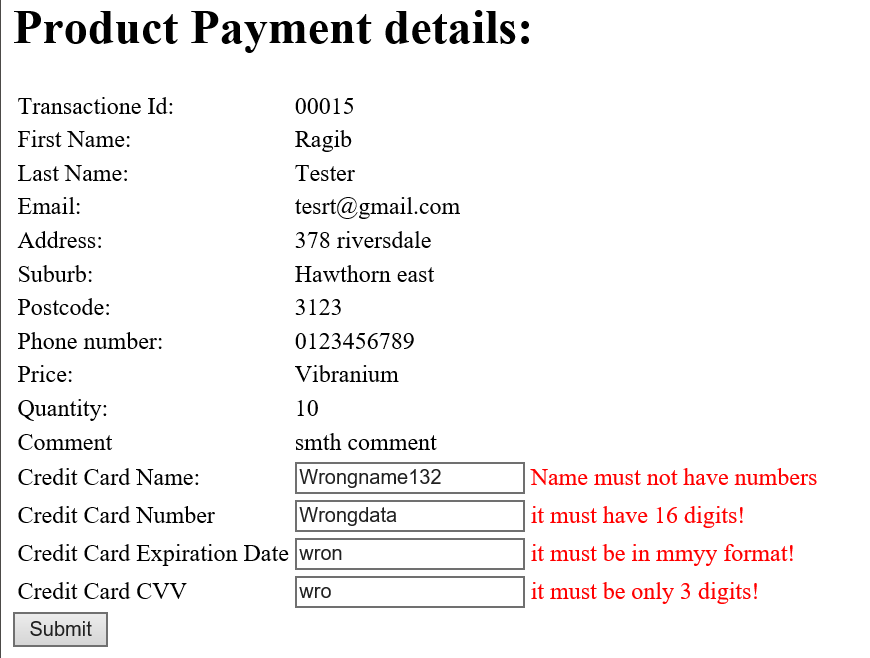 Product Payment details:
Transactione Id: 00015
First Name: Ragib
Last Name: Tester
Email: tesrt@gmail.com
Address: 378 riversdale
Suburb: Hawthorn east
Postcode: 3123
Phone number: 0123456789
Price: Vibranium
Quantity: 10
Comment smth comment
Credit Card Name: Wrongname132 Name must not have numbers
Credit Card Number Wrongdata it must have 16 digits!
Credit Card Expiration Date wron it must be in mmyy format!
Credit Card CVV wro it must be only 3 digits!
Submit